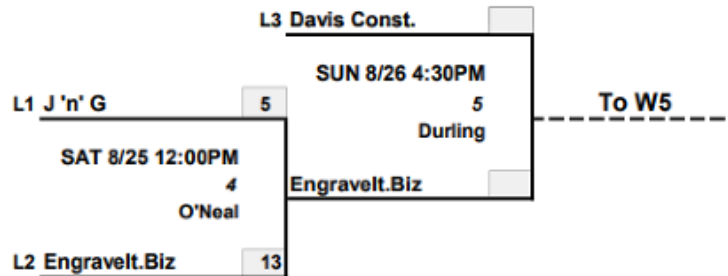 L3 Davis Const.
SUN 8/26 4:30PM
L1 J 'n' G 5
5
To W5
Durling
SAT 8/25 12:00PM
4
EngraveIt.Biz
O'Neal
L2 EngraveIt.Biz 13